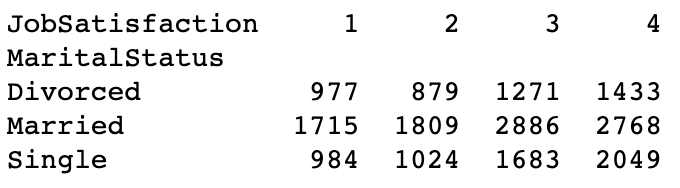 JobSatisfaction 1 2 3 4
MaritalStatus
Divorced 977 879 1271 1433
Married 1715 1809 2886 2768
Single 984 1024 1683 2049